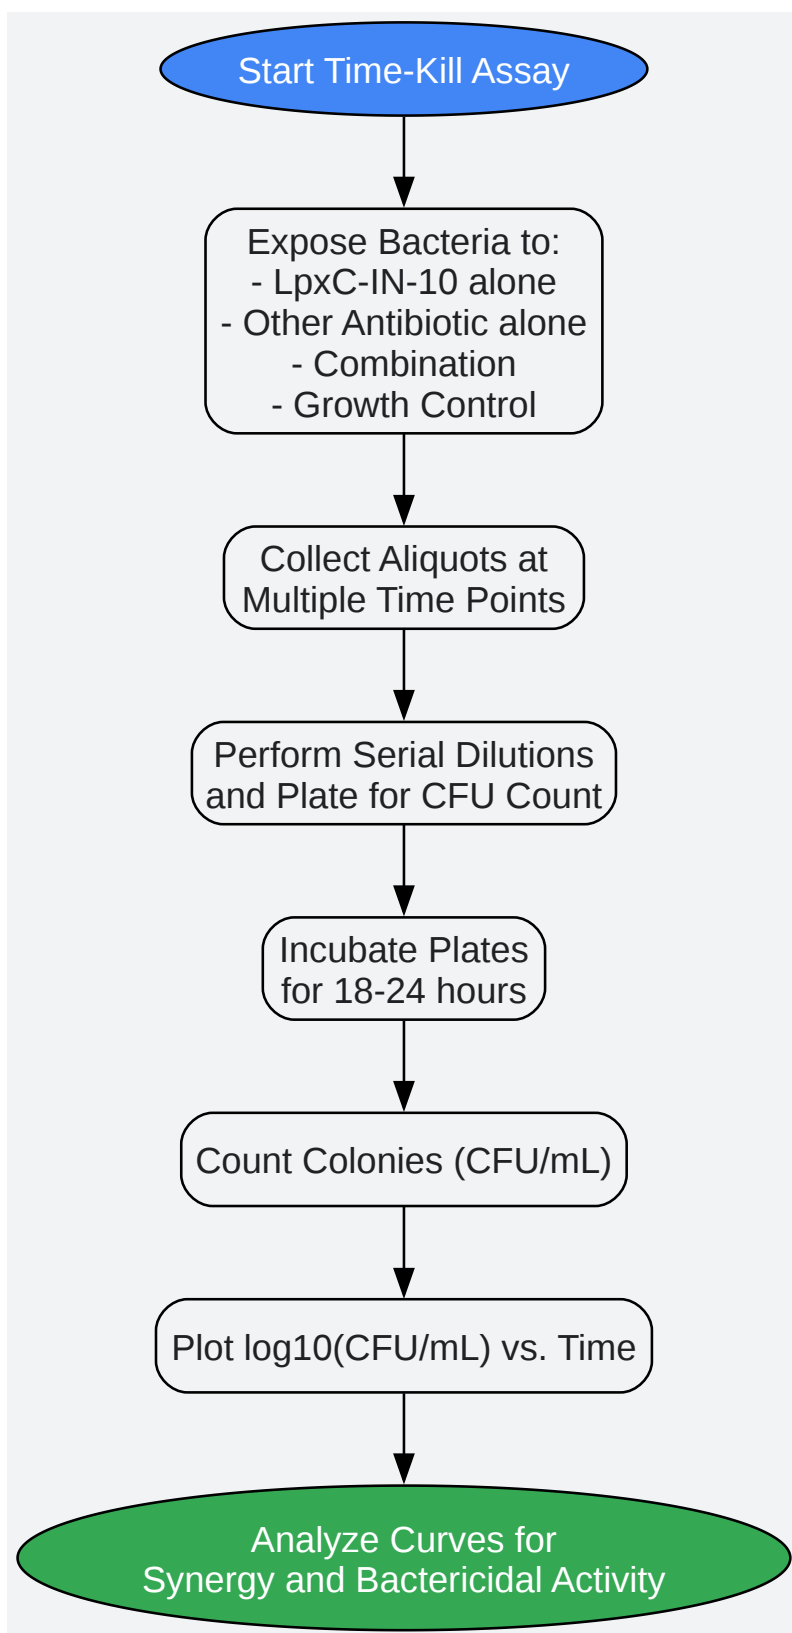 Start Time-Kill Assay
Expose Bacteria to:
- LpxC-IN-10 alone
- Other Antibiotic alone
- Combination
- Growth Control
Collect Aliquots at
Multiple Time Points
Perform Serial Dilutions
and Plate for CFU Count
Incubate Plates
for 18-24 hours
Count Colonies (CFU/mL)
Plot log10(CFU/mL) vs. Time
Analyze Curves for
Synergy and Bactericidal Activity